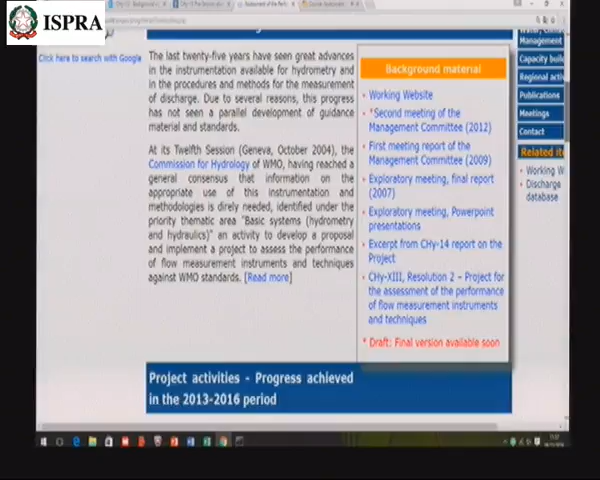 ISPRA
Click here to search with Google
The last twenty-five years have seen great advances
in the instrumentation available for hydrometry and
in the procedures and methods for the measurement
of discharge. Due to several reasons, this progress
has not seen a parallel development of guidance
material and standards.
At its Twelfth Session (Geneva, October 2004), the
Commission for Hydrology of WMO, having reached a
general consensus that information on the
appropriate use of this instrumentation and
methodologies is direly needed, identified under the
priority thematic area "Basic systems (hydrometry
and hydraulics)" an activity to develop a proposal
and implement a project to assess the performance
of flow measurement instruments and techniques
against WMO standards. [Read more]
Background material
Working Website
*Second meeting of the
Management Committee (2012)
First meeting report of the
Management Committee (2009)
Exploratory meeting, final report
(2007)
Exploratory meeting, Powerpoint
presentations
Excerpt from CHy-14 report on the
Project
CHy-XIII, Resolution 2 – Project for
the assessment of the performance
of flow measurement instruments
and techniques
* Draft: Final version available soon
Management
Capacity buil
Regional activ
Publications
Meetings
Contact
Related it
Working W
Discharge
database
Project activities - Progress achieved
in the 2013-2016 period